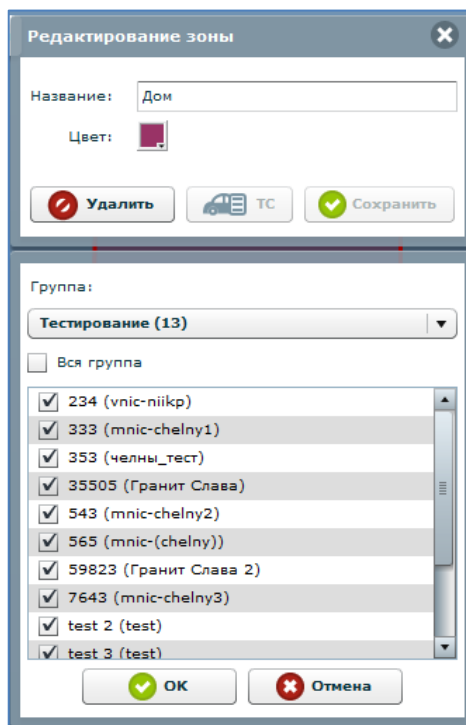 Редактирование зоны
Название: Дом
Цвет:
Удалить ТС Сохранить
Группа:
Тестирование (13)
Вся группа
234 (vnic-niikp)
333 (mnic-chelny1)
353 (челны_тест)
35505 (Гранит Слава)
543 (mnic-chelny2)
565 (mnic-(chelny))
59823 (Гранит Слава 2)
7643 (mnic-chelny3)
test 2 (test)
test 3 (test)
OK Отмена